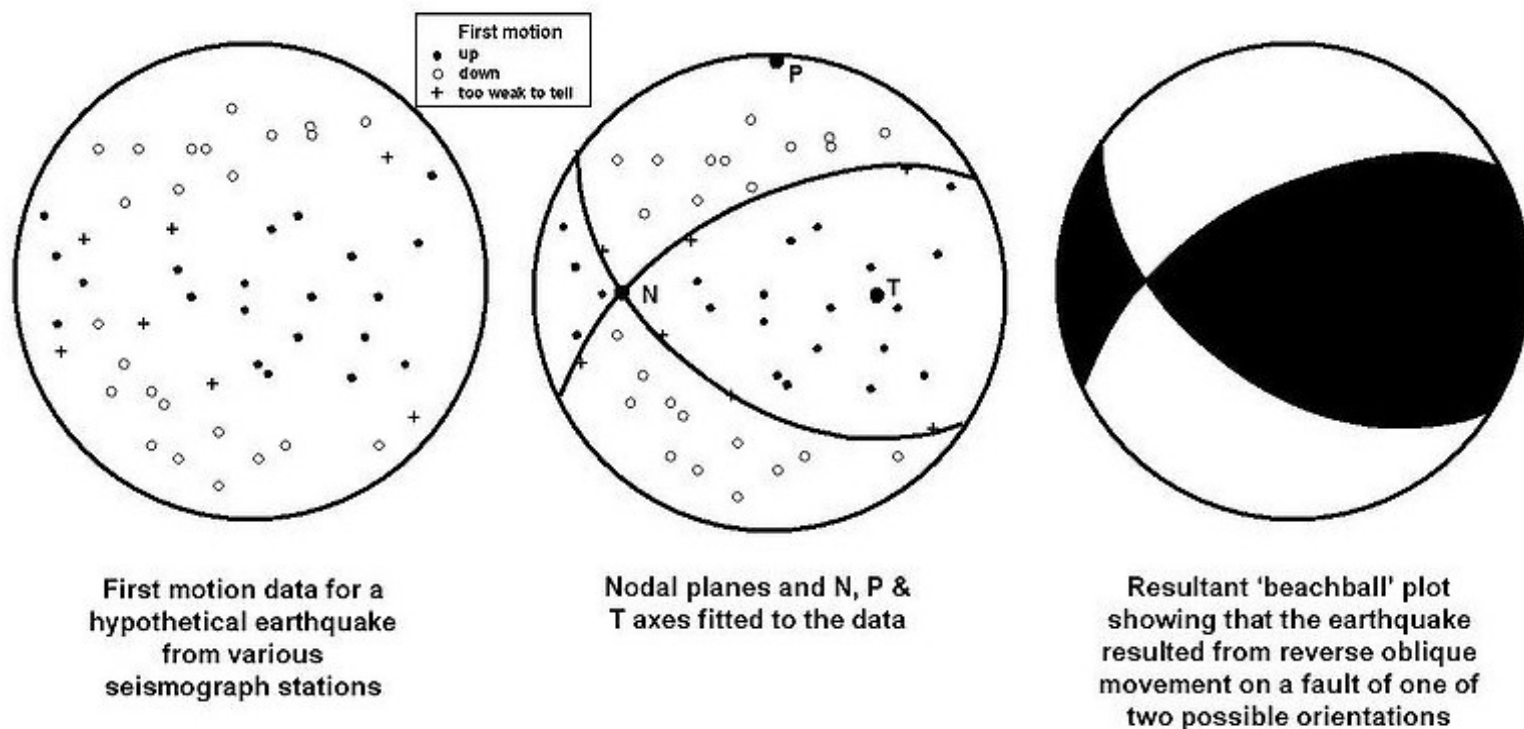 First motion
up
down
too weak to tell
P
N
T
First motion data for a
hypothetical earthquake
from various
seismograph stations
Nodal planes and N, P &
T axes fitted to the data
Resultant ‘beachball’ plot
showing that the earthquake
resulted from reverse oblique
movement on a fault of one of
two possible orientations